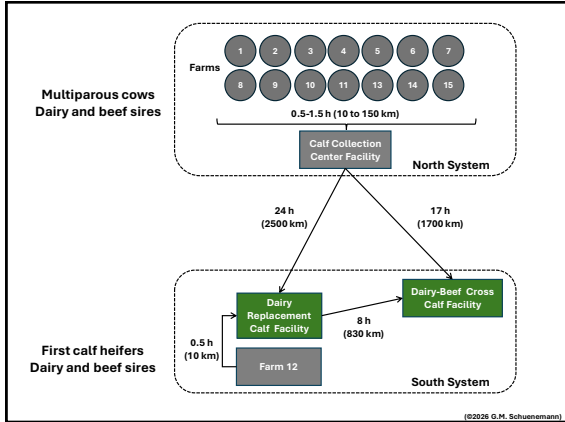 1 2 3 4 5 6 7
Farms
8 9 10 11 13 14 15
Multiparous cows
Dairy and beef sires
0.5-1.5 h (10 to 150 km)
Calf Collection
Center Facility
North System
24 h
(2500 km)
17 h
(1700 km)
Dairy
Replacement
Calf Facility
Dairy-Beef Cross
Calf Facility
8 h
(830 km)
0.5 h
(10 km)
First calf heifers
Dairy and beef sires
Farm 12
South System
(©2026 G.M. Schuenemann)